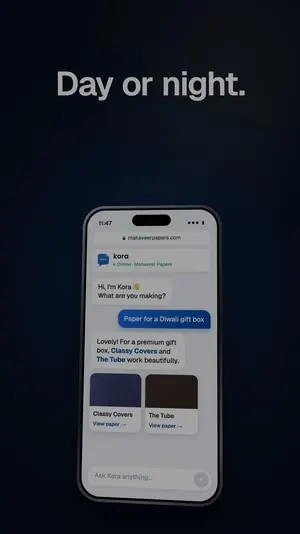 Day or night.
11:47
mahaveerpapers.com
kora
Online · Mahaveer Papers
Hi, I'm Kora 👋
What are you making?
Paper for a Diwali gift box
Lovely! For a premium gift
box, Classy Covers and
The Tube work beautifully.
Classy Covers
View paper →
The Tube
View paper →
Ask Kora anything...